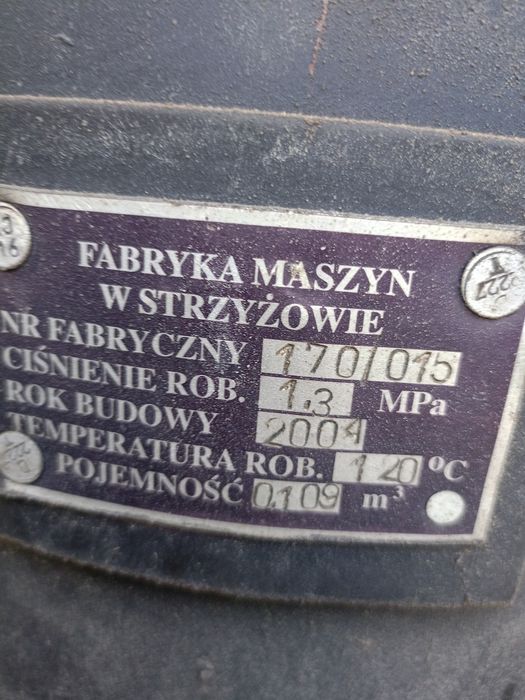 FABRYKA MASZYN
W STRZYŻOWIE
NR FABRYCZNY 170/015
CIŚNIENIE ROB. 1.3 MPa
ROK BUDOWY 2004
TEMPERATURA ROB. 120 °C
POJEMNOŚĆ 0.109 m³